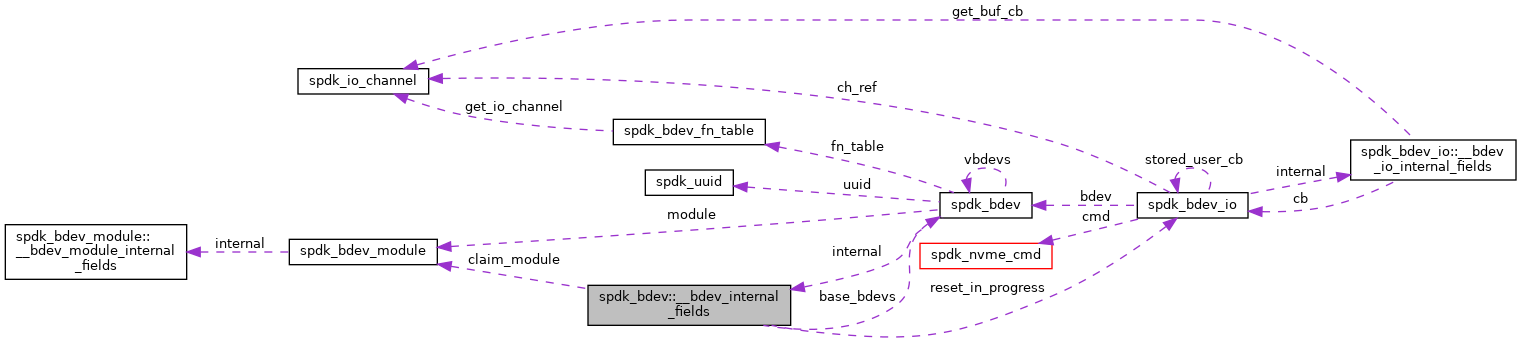 get_buf_cb
spdk_io_channel
ch_ref
get_io_channel
spdk_bdev_fn_table
fn_table
vbdevs
stored_user_cb
spdk_bdev_io::__bdev
_io_internal_fields
internal
spdk_uuid
uuid
bdev
cb
spdk_bdev
spdk_bdev_io
module
cmd
spdk_bdev_module::
__bdev_module_internal
_fields
internal
spdk_bdev_module
claim_module
internal
spdk_nvme_cmd
spdk_bdev::__bdev_internal
_fields
base_bdevs
reset_in_progress